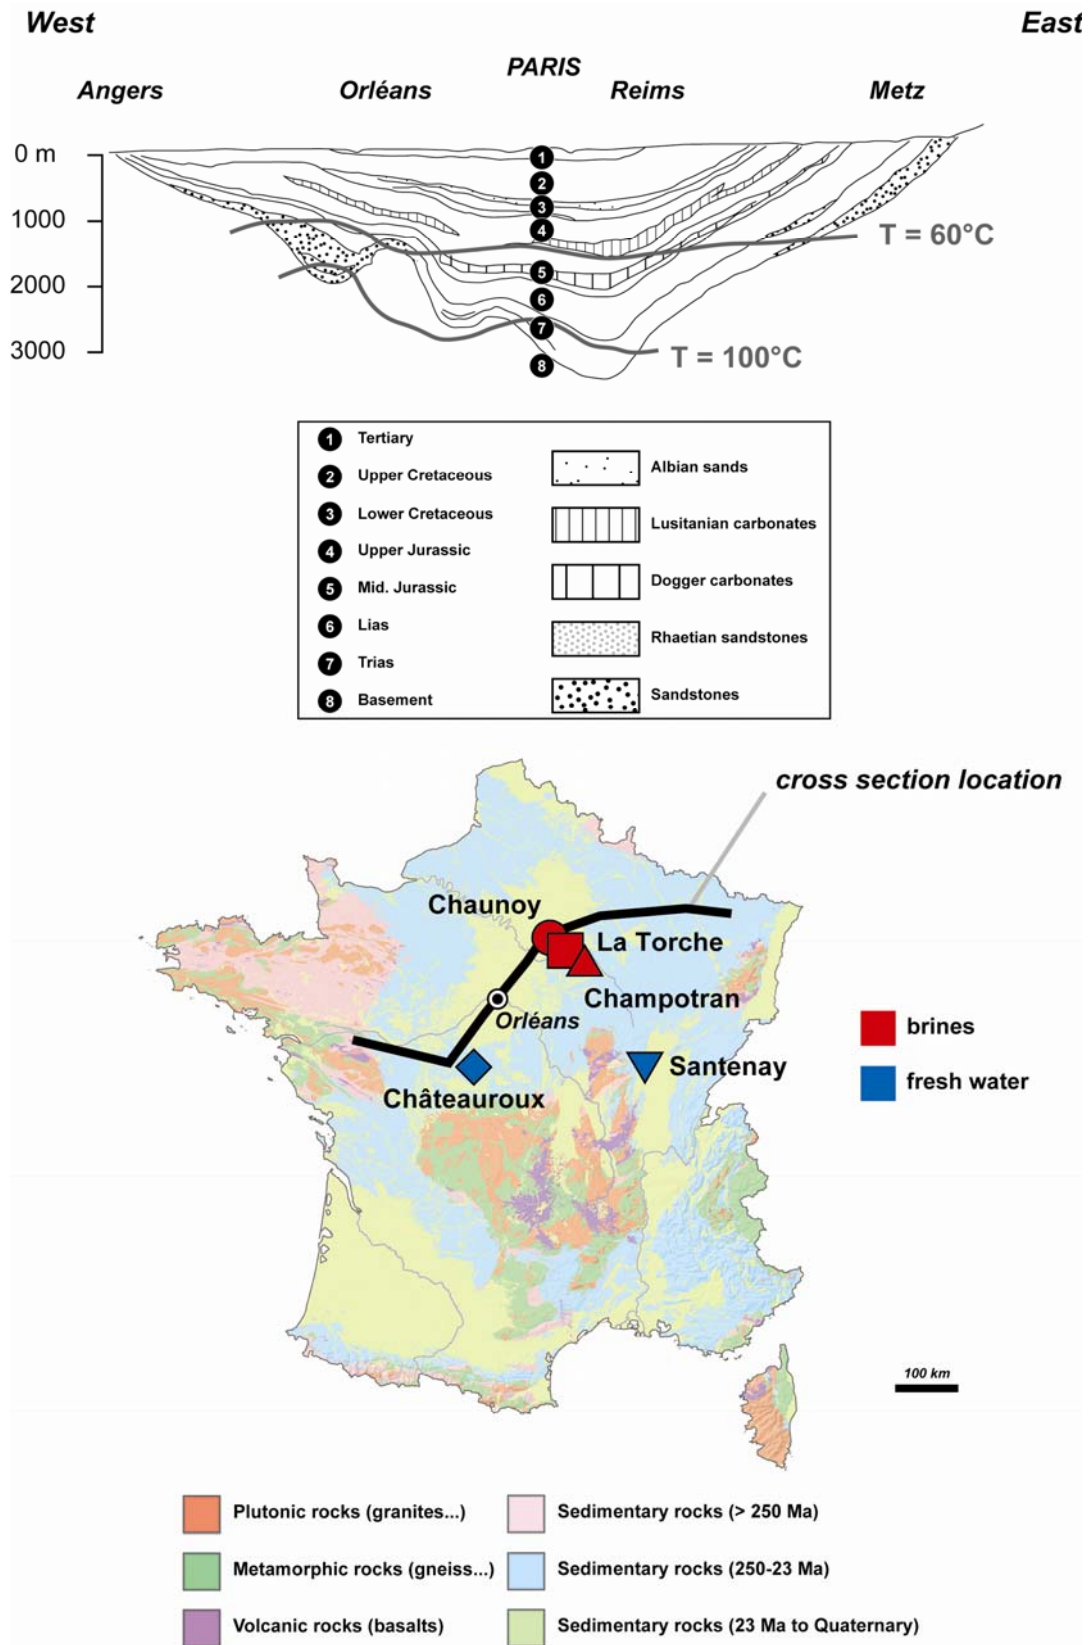 West
East
PARIS
Angers
Orléans
Reims
Metz
0 m
1000
2000
3000
1
2
3
4
5
6
7
8
T = 60°C
T = 100°C
1 Tertiary
2 Upper Cretaceous
3 Lower Cretaceous
4 Upper Jurassic
5 Mid. Jurassic
6 Lias
7 Trias
8 Basement
Albian sands
Lusitanian carbonates
Dogger carbonates
Rhaetian sandstones
Sandstones
cross section location
Chaunoy
La Torche
Champotran
Orléans
Châteauroux
Santenay
brines
fresh water
100 km
Plutonic rocks (granites...)
Metamorphic rocks (gneiss...)
Volcanic rocks (basalts)
Sedimentary rocks (> 250 Ma)
Sedimentary rocks (250-23 Ma)
Sedimentary rocks (23 Ma to Quaternary)